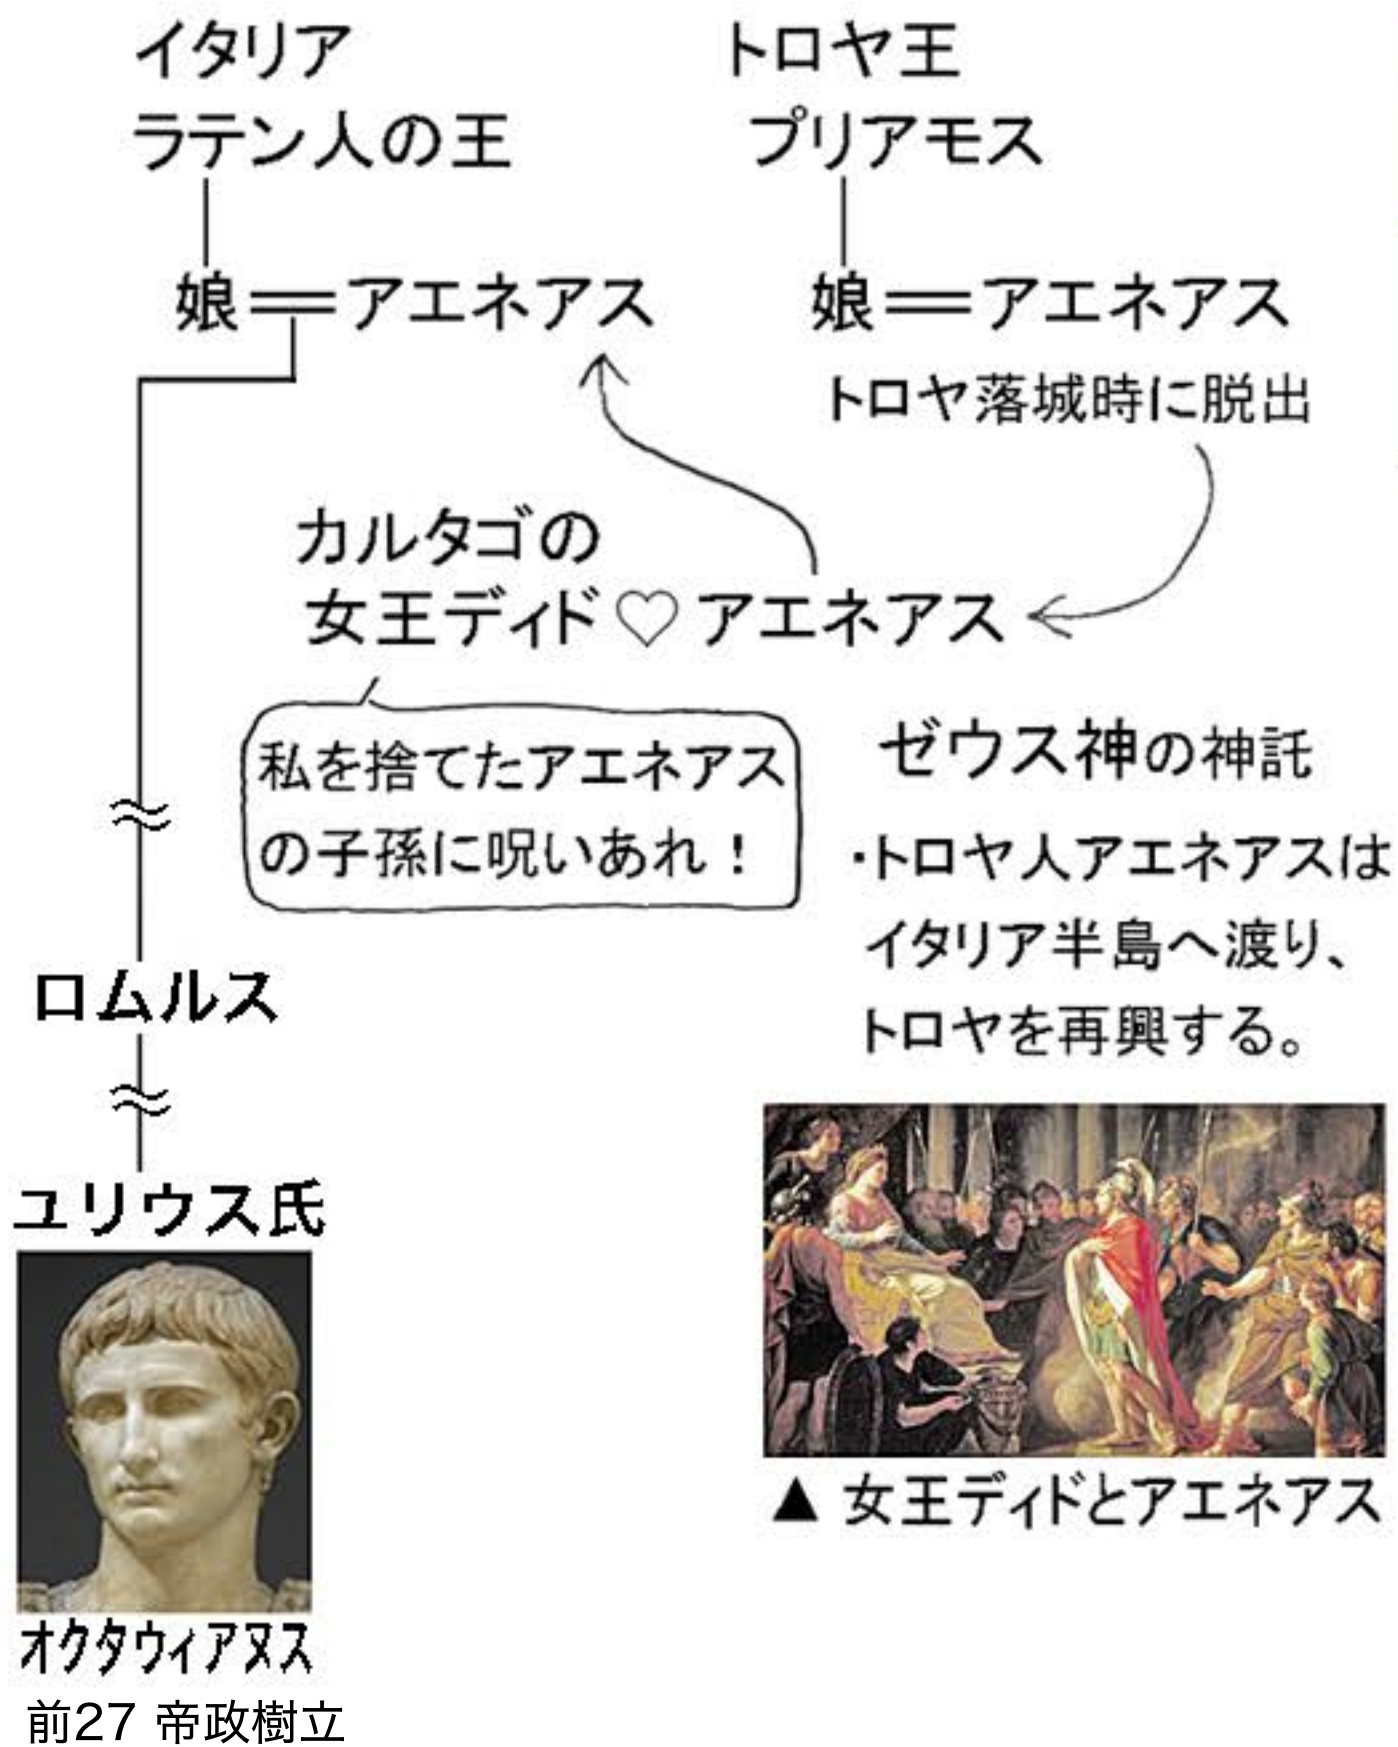 イタリア
ラテン人の王
トロヤ王
プリアモス
娘＝アエネアス
娘＝アエネアス
トロヤ落城時に脱出
カルタゴの
女王ディド♡アエネアス
私を捨てたアエネアス
の子孫に呪いあれ！
ゼウス神の神託
・トロヤ人アエネアスは
イタリア半島へ渡り、
トロヤを再興する。
ロムルス
ユリウス氏
▲ 女王ディドとアエネアス
オクタウィアヌス
前27 帝政樹立